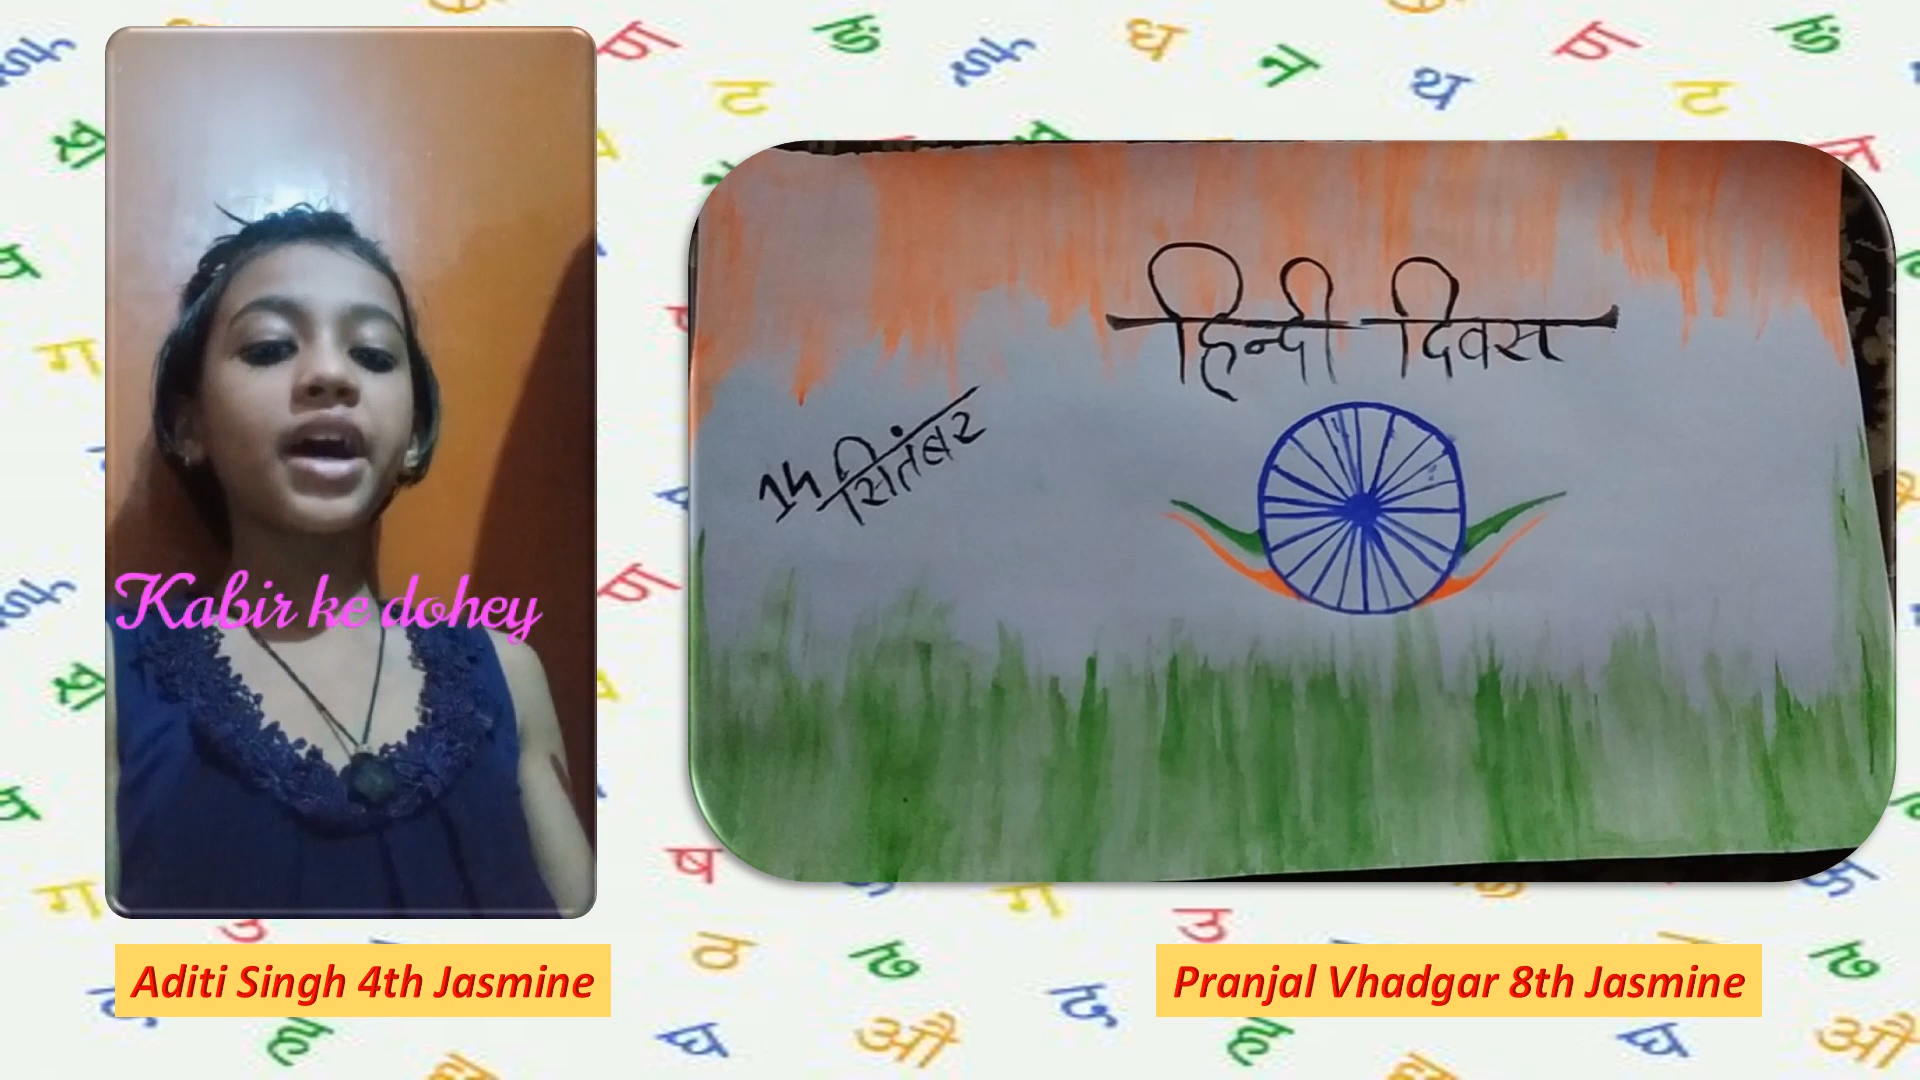 Kabir ke dohey
हिन्दी दिवस
14 सितंबर
Aditi Singh 4th Jasmine
Pranjal Vhadgar 8th Jasmine